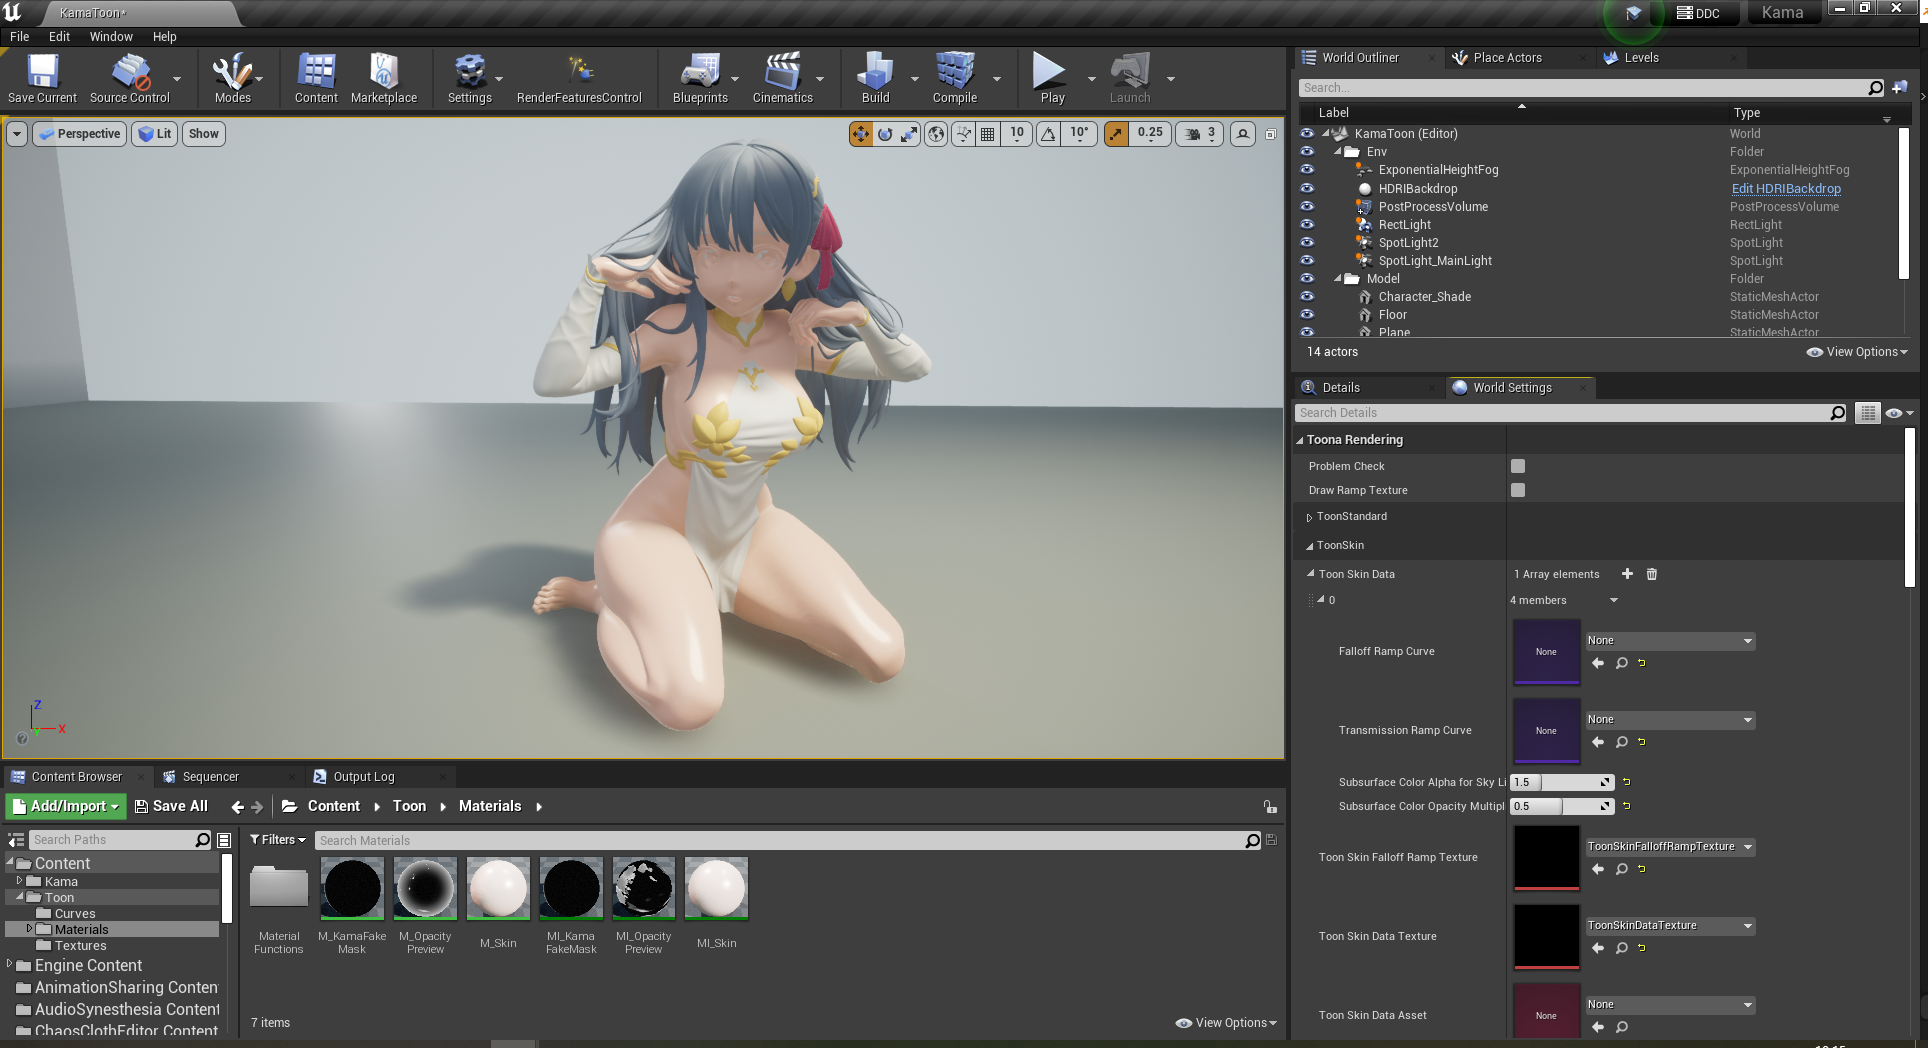 KamaToon*
DDC
Kama
File Edit Window Help
Save Current Source Control Modes Content Marketplace Settings RenderFeaturesControl Blueprints Cinematics Build Compile Play Launch
Perspective Lit Show 10 10° 0.25 3
Z
X
World Outliner Place Actors Levels
Search...
Label Type
KamaToon (Editor) World
Env Folder
ExponentialHeightFog ExponentialHeightFog
HDRIBackdrop Edit HDRIBackdrop
PostProcessVolume PostProcessVolume
RectLight RectLight
SpotLight2 SpotLight
SpotLight_MainLight SpotLight
Model Folder
Character_Shade StaticMeshActor
Floor StaticMeshActor
Plane StaticMeshActor
14 actors View Options
Details World Settings
Search Details
Toona Rendering
Problem Check
Draw Ramp Texture
ToonStandard
ToonSkin
Toon Skin Data 1 Array elements
0 4 members
Falloff Ramp Curve None None
Transmission Ramp Curve None None
Subsurface Color Alpha for Sky Li 1.5
Subsurface Color Opacity Multipl 0.5
Toon Skin Falloff Ramp Texture ToonSkinFalloffRampTexture
Toon Skin Data Texture ToonSkinDataTexture
Toon Skin Data Asset None None
Content Browser Sequencer Output Log
Add/Import Save All Content Toon Materials
Search Paths
Filters Search Materials
Content
Kama
Toon
Curves
Materials
Textures
Engine Content
AnimationSharing Conten
AudioSynesthesia Content
ChaosClothEditor Content
Material Functions
M_KamaFake Mask
M_Opacity Preview
M_Skin
MI_Kama FakeMask
MI_Opacity Preview
MI_Skin
7 items View Options